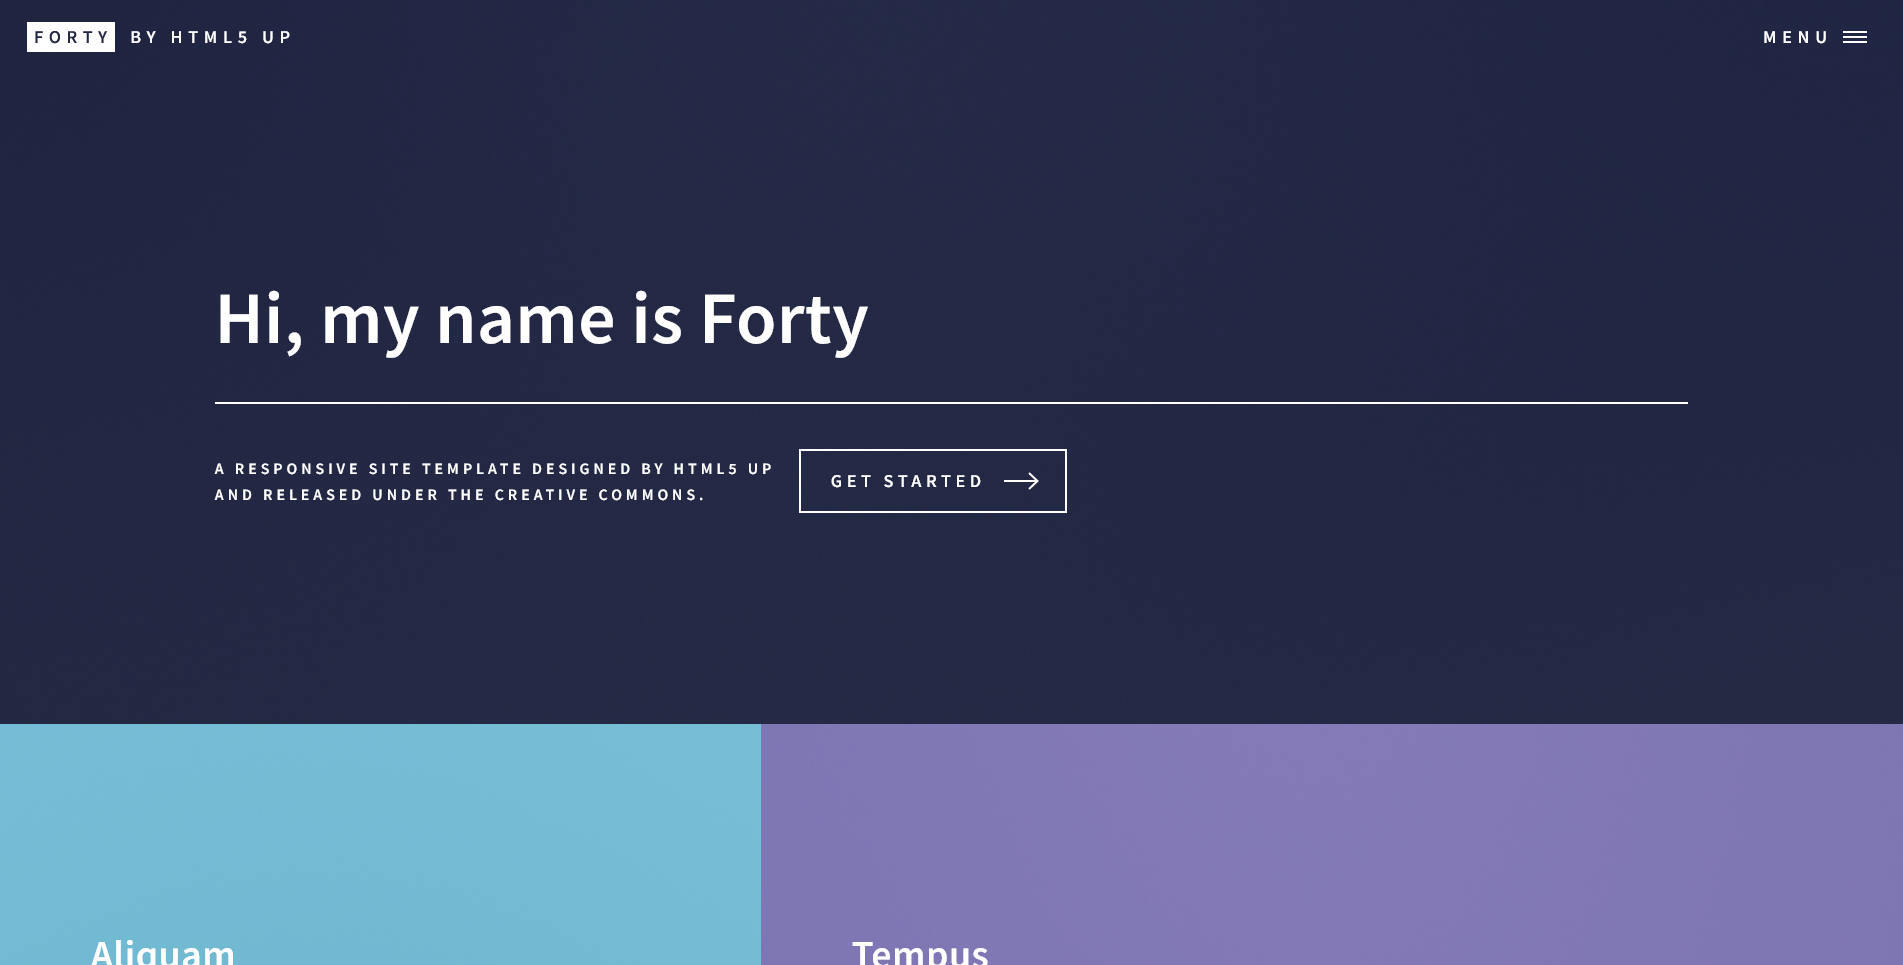 FORTY BY HTML5 UP
MENU
Hi, my name is Forty
A RESPONSIVE SITE TEMPLATE DESIGNED BY HTML5 UP
AND RELEASED UNDER THE CREATIVE COMMONS.
GET STARTED
Aliquam
Tempus